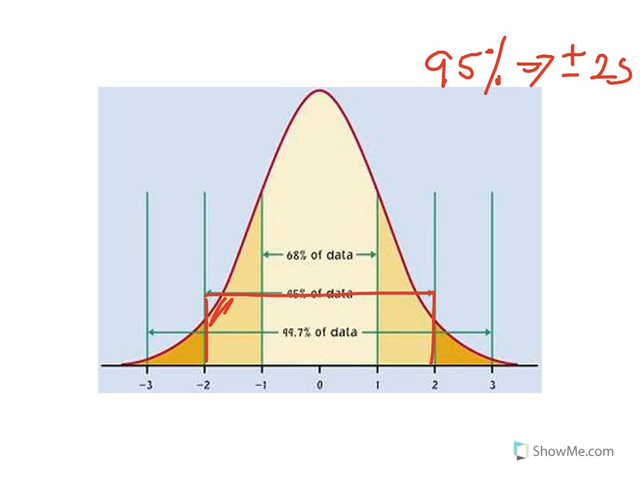 95% → ± 2s
68% of data
95% of data
99.7% of data
-3 -2 -1 0 1 2 3
ShowMe.com